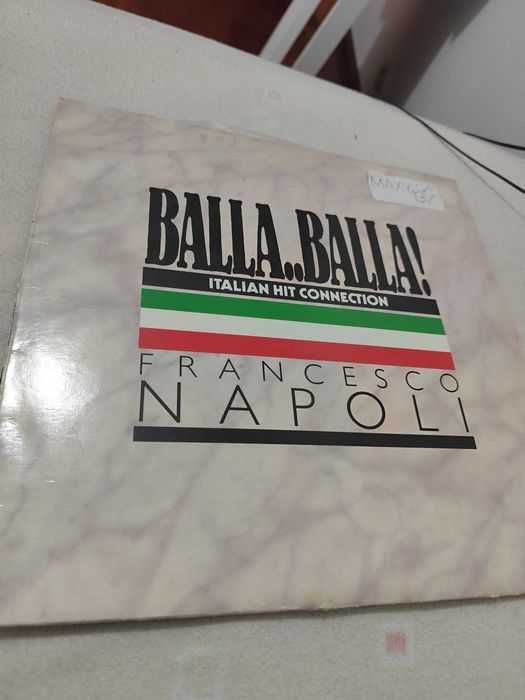 BALLA..BALLA!
ITALIAN HIT CONNECTION
FRANCESCO
NAPOLI